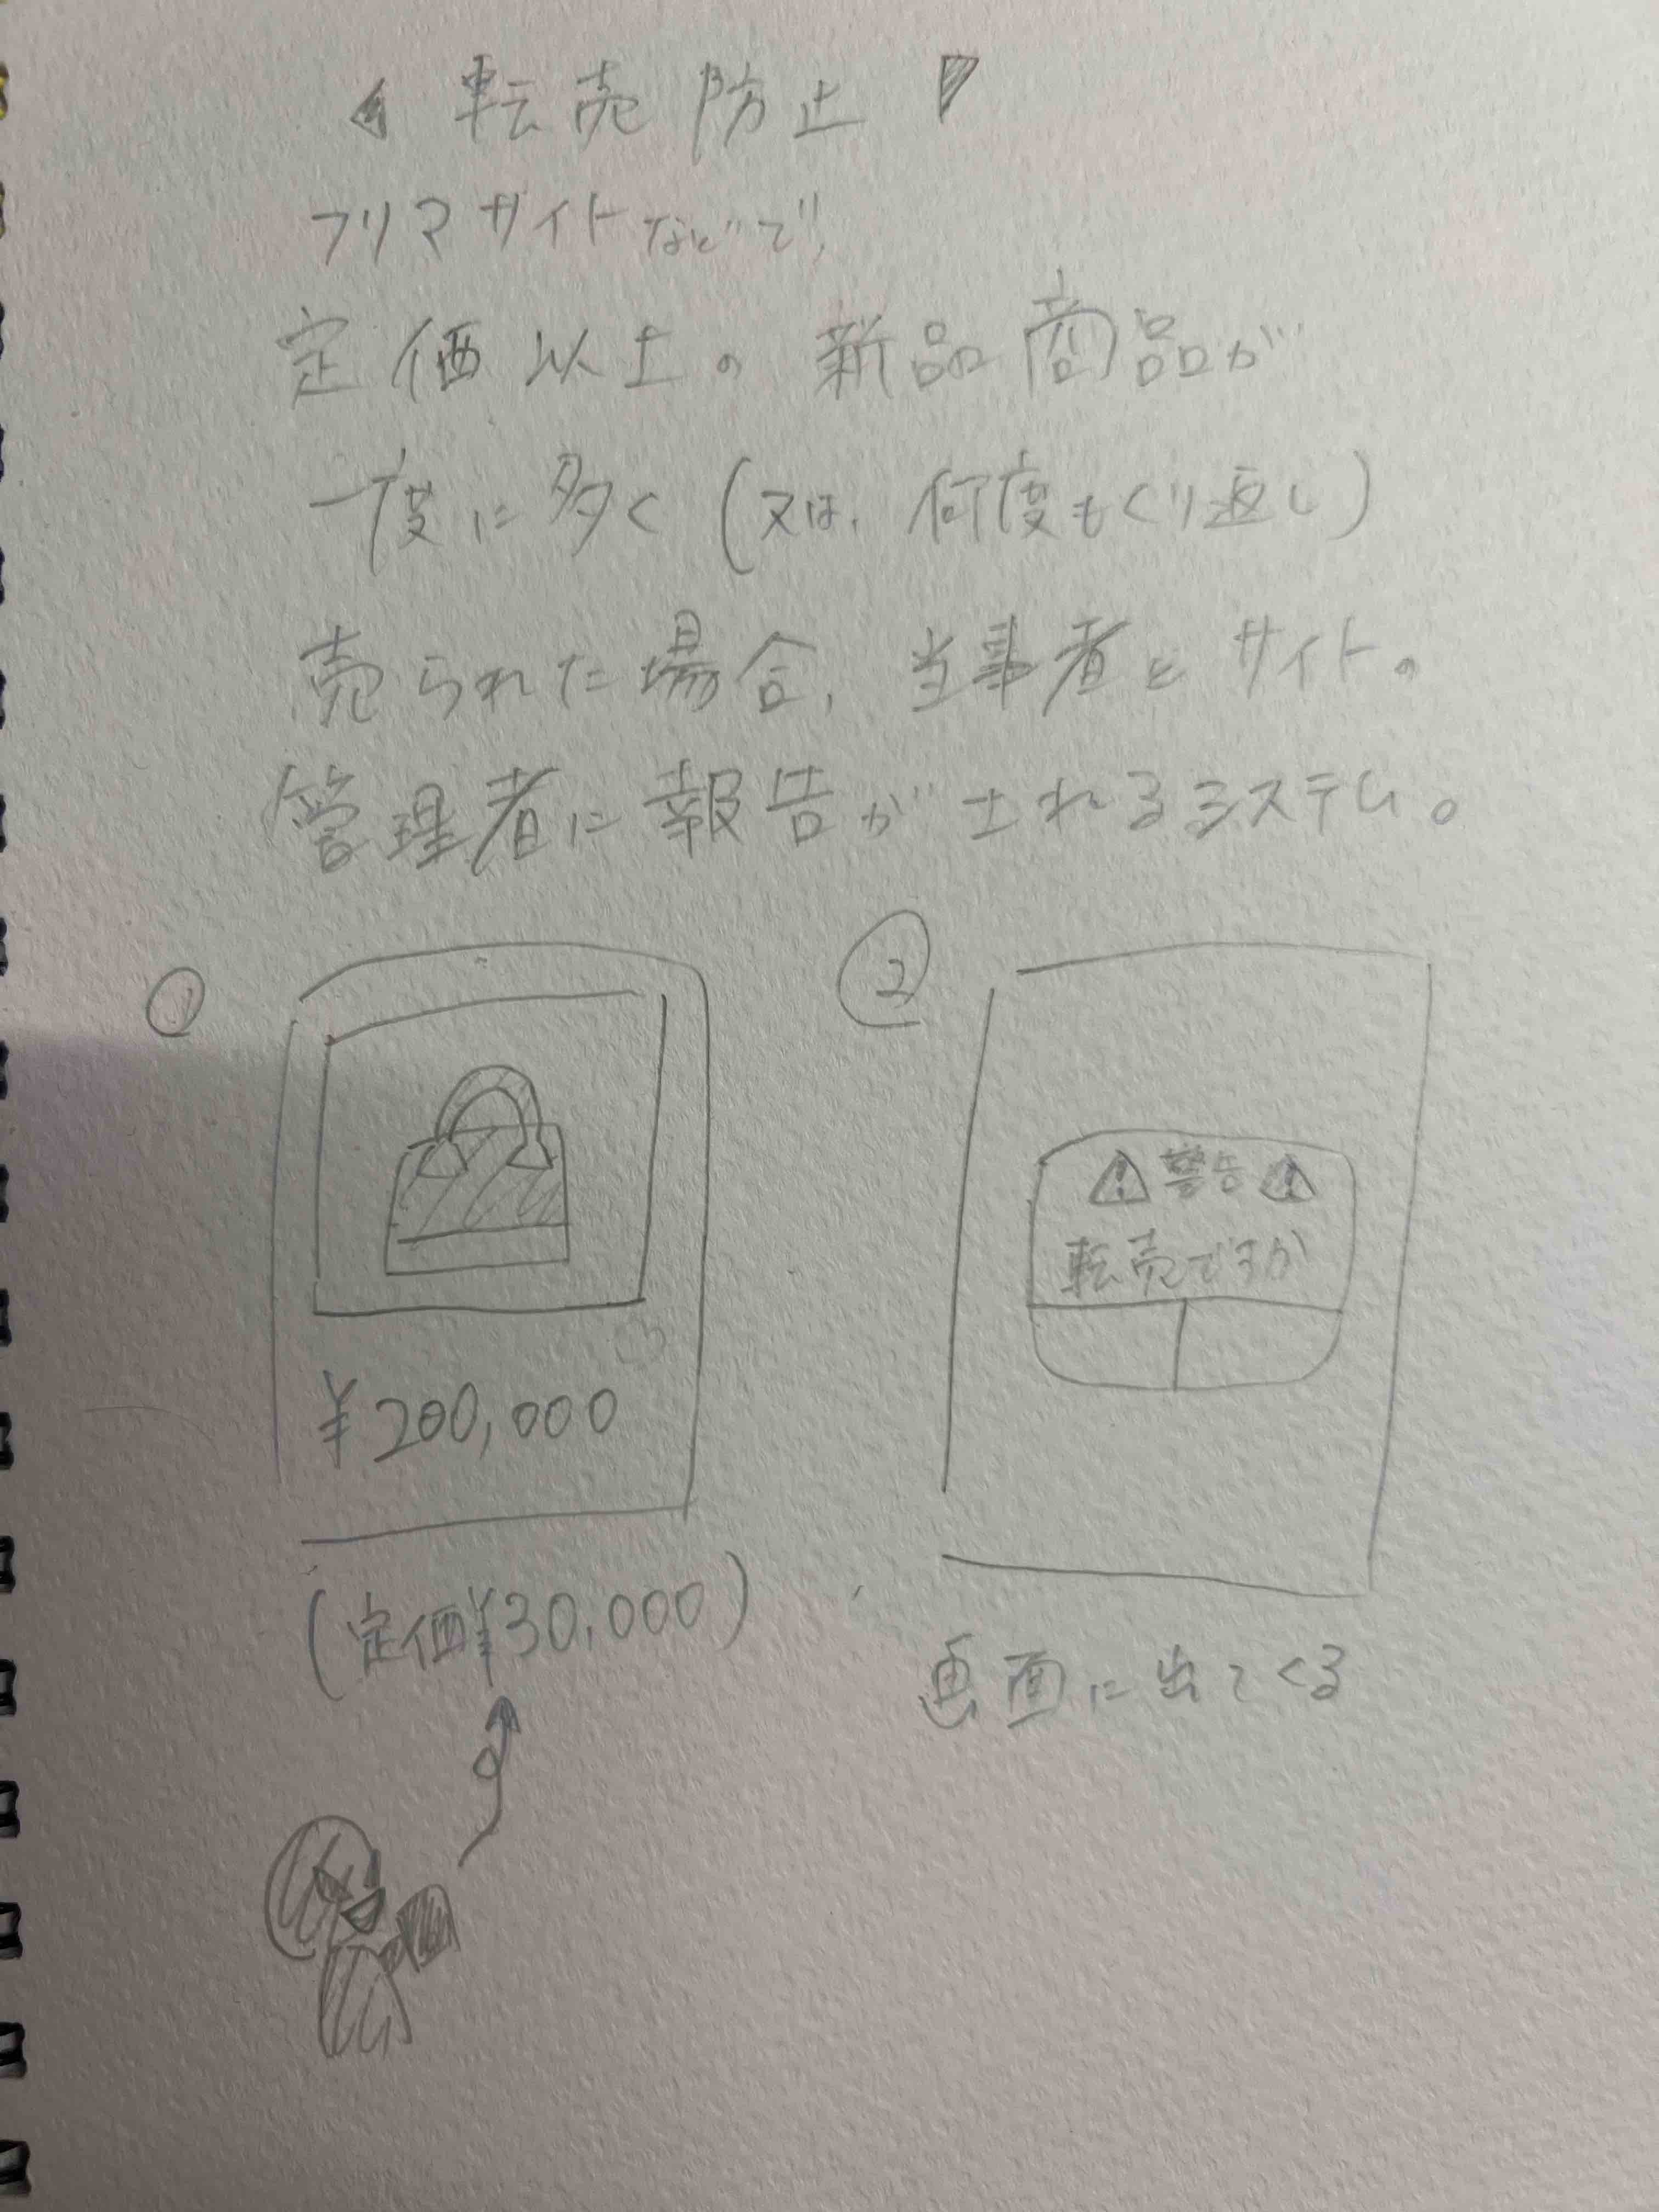 転売防止
フリマサイトなどで、
定価以上の新品商品が
一度に多く(又は、何度もくり返し)
売られた場合、当事者とサイトの
管理者に報告がされるシステム。
① ②
警告
転売ですか
¥200,000
(定価¥30,000)
画面に出てくる